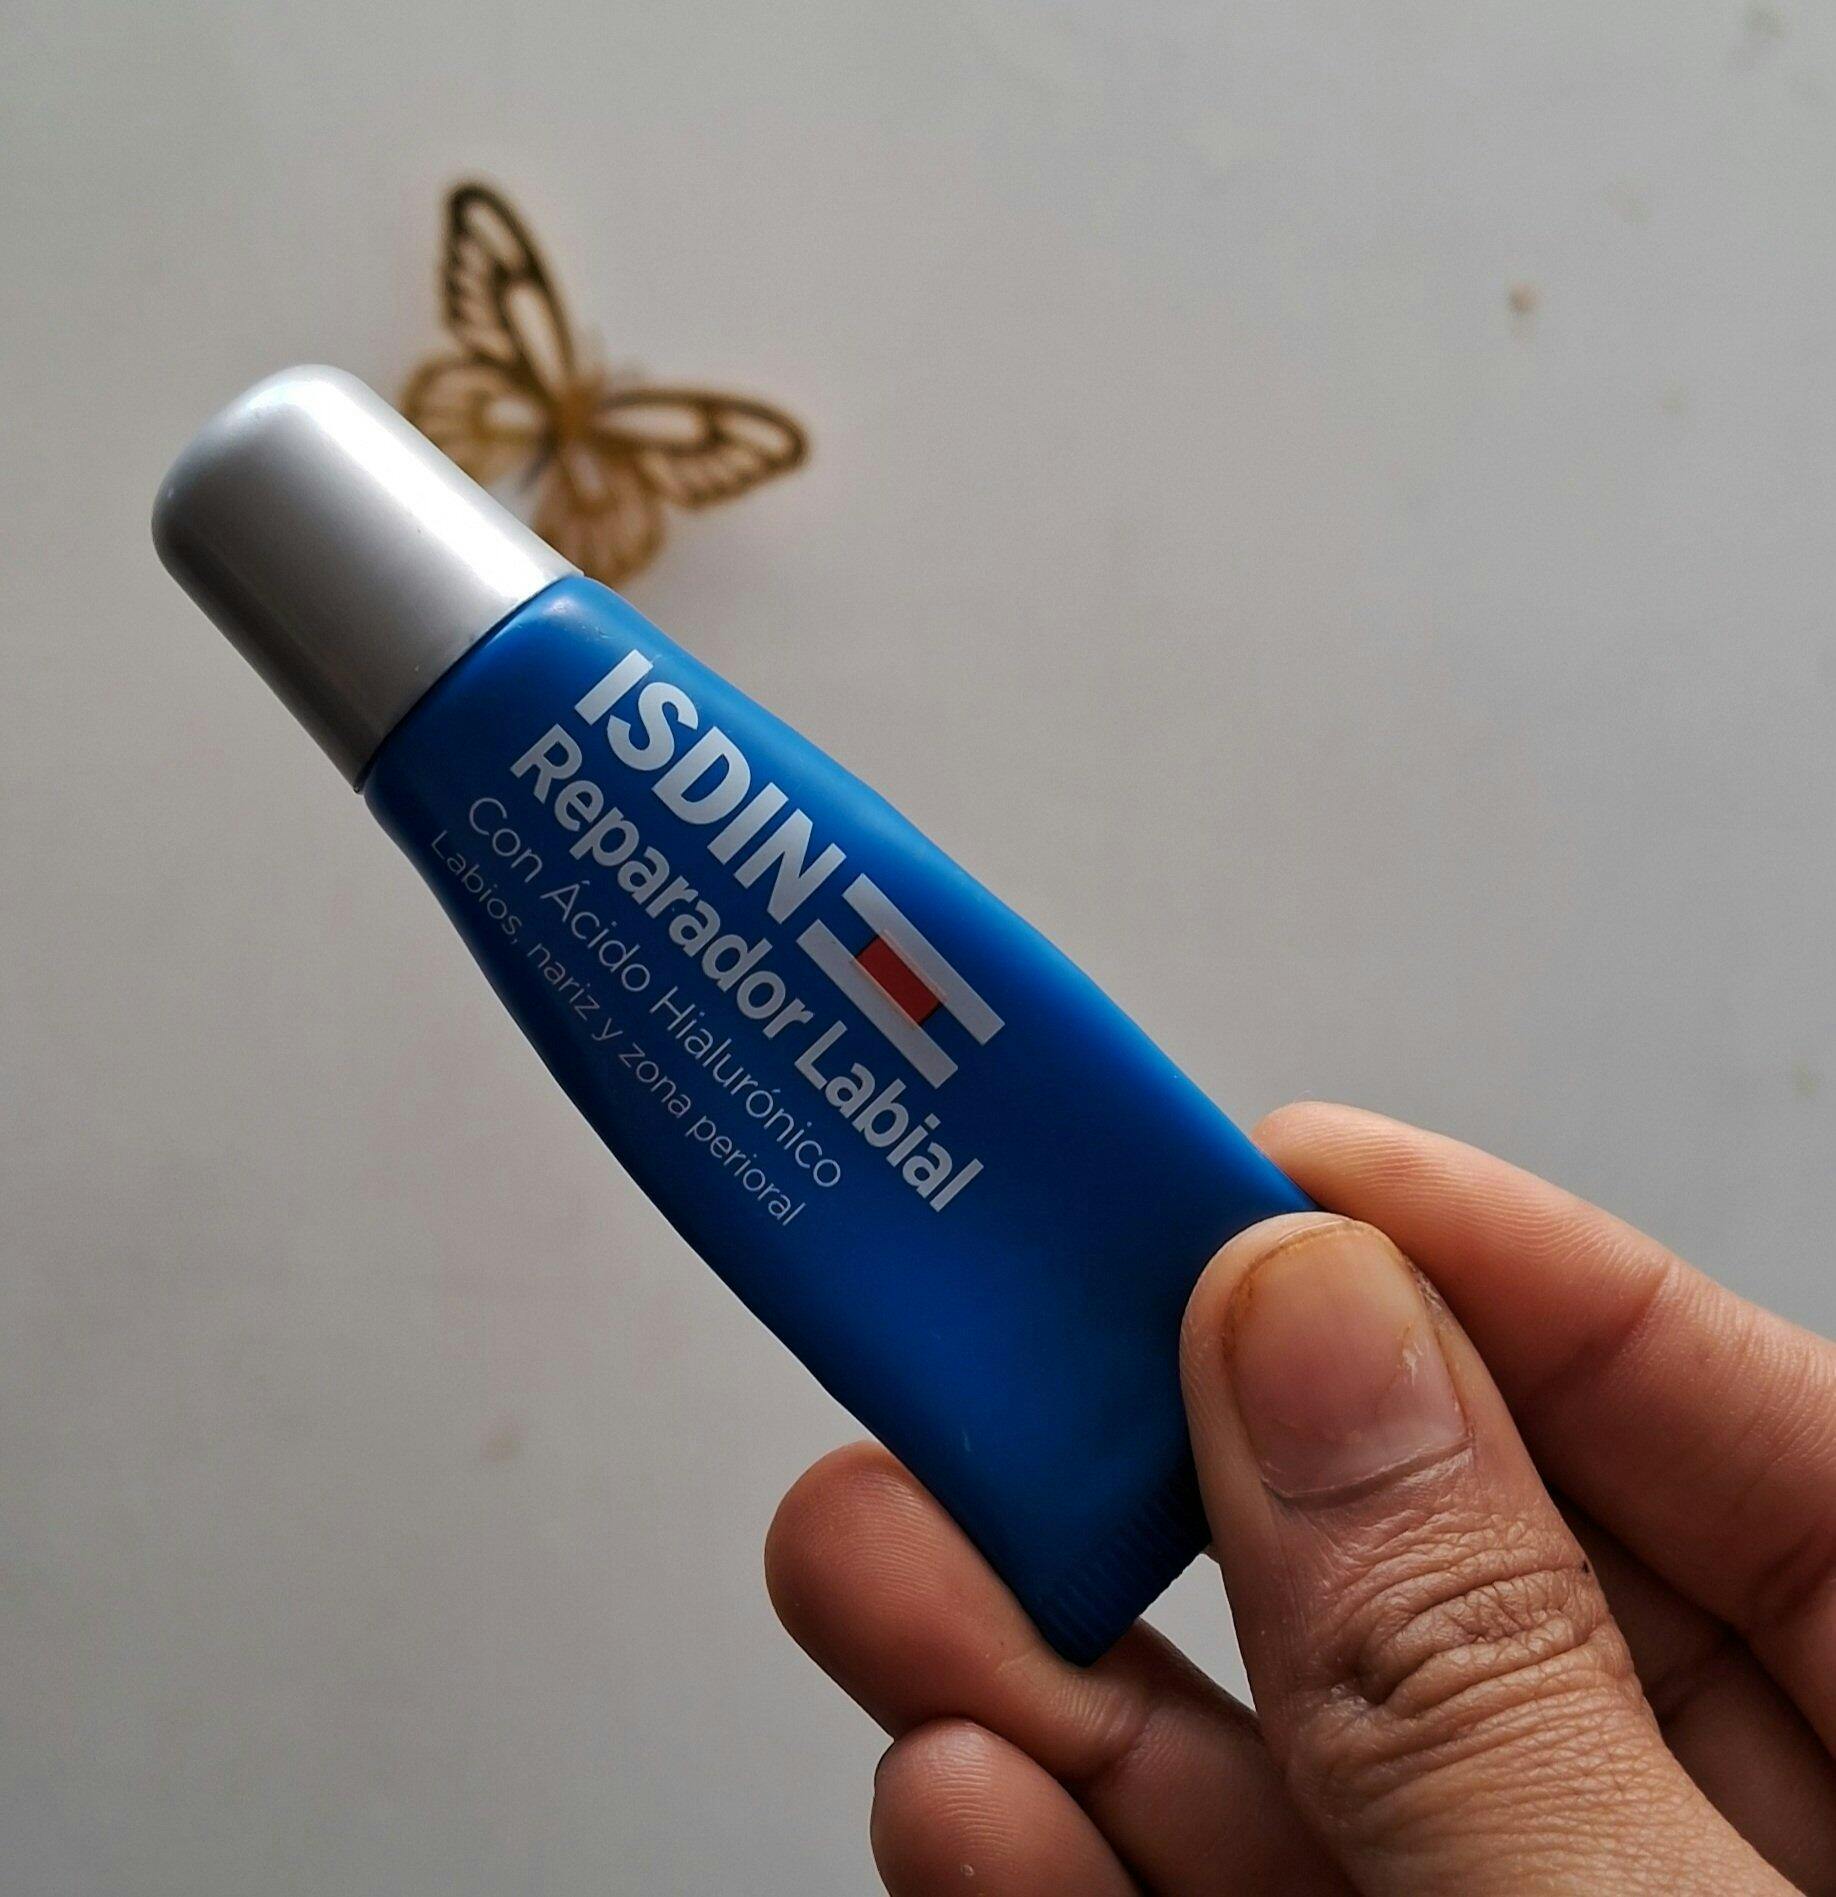 ISDIN
Reparador Labial
Con Ácido Hialurónico
Labios, nariz y zona perioral